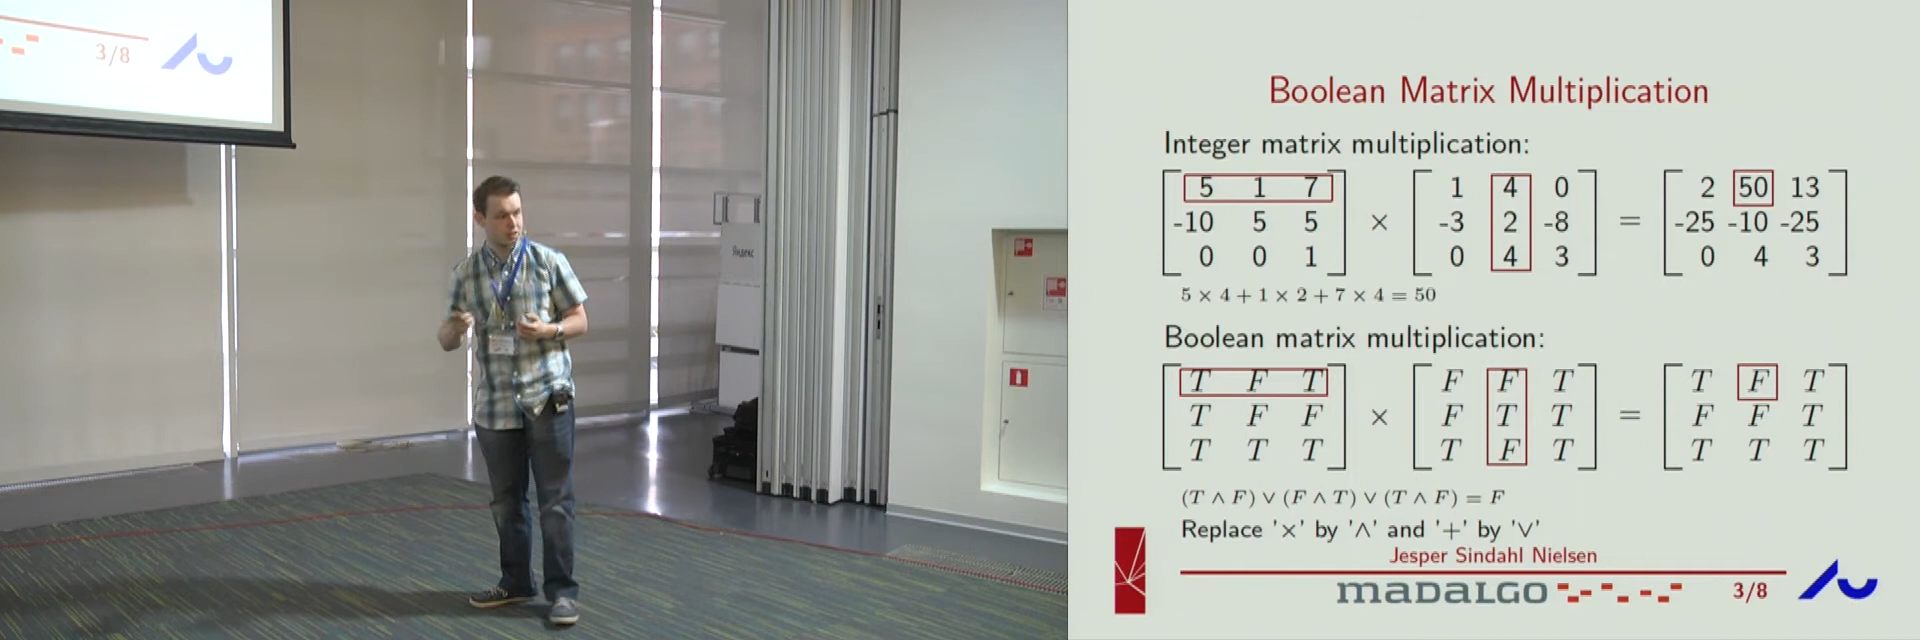 3/8
Яндекс
Boolean Matrix Multiplication
Integer matrix multiplication:
5 1 7 1 4 0 2 50 13
-10 5 5 × -3 2 -8 = -25 -10 -25
0 0 1 0 4 3 0 4 3
5 × 4 + 1 × 2 + 7 × 4 = 50
Boolean matrix multiplication:
T F T F F T T F T
T F F × F T T = F F T
T T T T F T T T T
(T ∧ F) ∨ (F ∧ T) ∨ (T ∧ F) = F
Replace '×' by '∧' and '+' by '∨'
Jesper Sindahl Nielsen
maDALGO
3/8